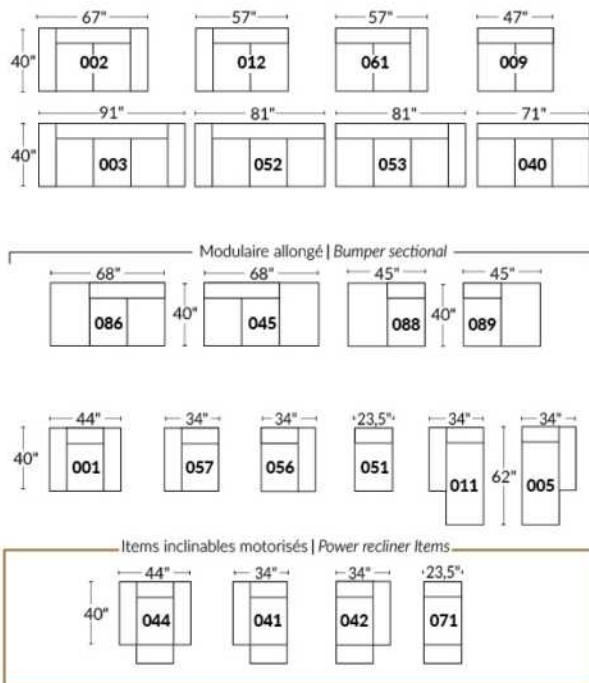 67" 57" 57" 47"
40" 002 012 061 009
91" 81" 81" 71"
40" 003 052 053 040
Modulaire allongé | Bumper sectional
68" 68" 45" 45"
086 40" 045 088 40" 089
44" 34" 34" 23,5" 34" 34"
40" 001 057 056 051 011 62" 005
Items inclinables motorisés | Power recliner Items
44" 34" 34" 23,5"
40" 044 041 042 071